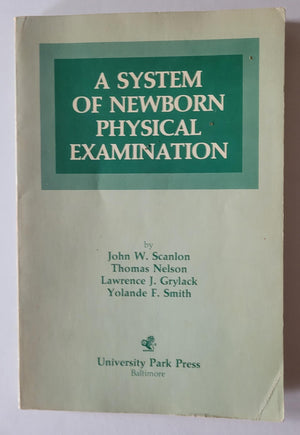 A SYSTEM
OF NEWBORN
PHYSICAL
EXAMINATION
by
John W. Scanlon
Thomas Nelson
Lawrence J. Grylack
Yolande F. Smith
University Park Press
Baltimore